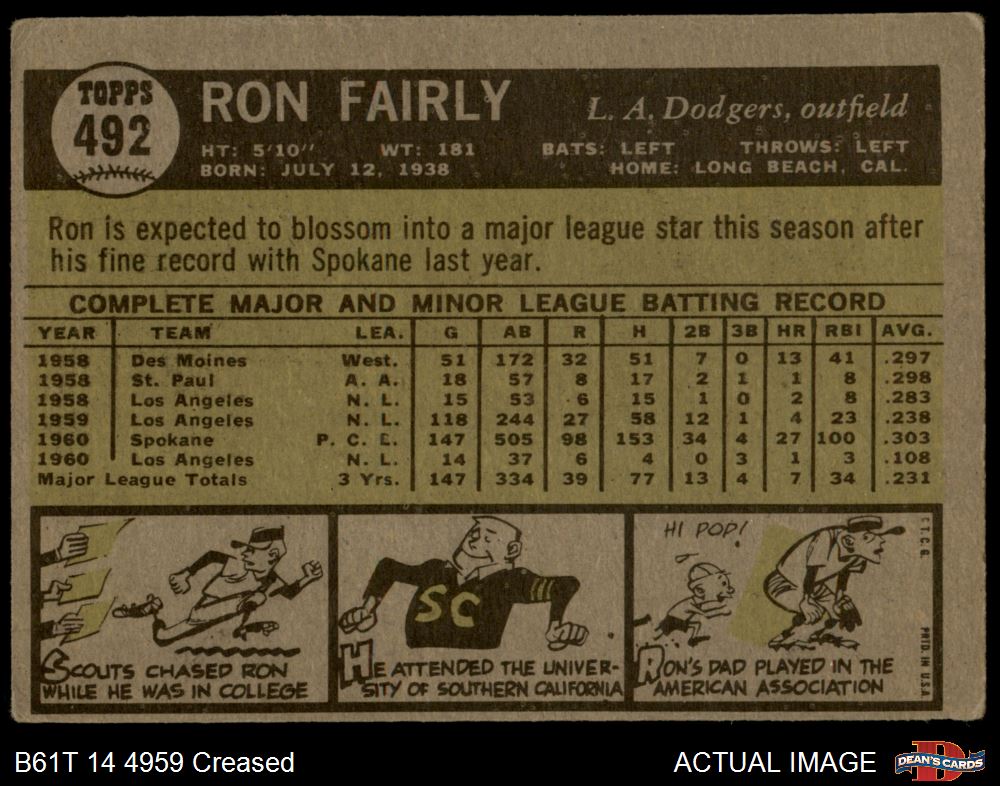 TOPPS
492
RON FAIRLY
L. A. Dodgers, outfield
HT: 5'10" WT: 181 BATS: LEFT THROWS: LEFT
BORN: JULY 12, 1938 HOME: LONG BEACH, CAL.
Ron is expected to blossom into a major league star this season after
his fine record with Spokane last year.
COMPLETE MAJOR AND MINOR LEAGUE BATTING RECORD
YEAR TEAM LEA. G AB R H 2B 3B HR RBI AVG.
1958 Des Moines West. 51 172 32 51 7 0 13 41 .297
1958 St. Paul A. A. 18 57 8 17 2 1 1 8 .298
1958 Los Angeles N. L. 15 53 6 15 1 0 2 8 .283
1959 Los Angeles N. L. 118 244 27 58 12 1 4 23 .238
1960 Spokane P. C. L. 147 505 98 153 34 4 27 100 .303
1960 Los Angeles N. L. 14 37 6 4 0 3 1 3 .108
Major League Totals 3 Yrs. 147 334 39 77 13 4 7 34 .231
SCOUTS CHASED RON
WHILE HE WAS IN COLLEGE
SC
HE ATTENDED THE UNIVER-
SITY OF SOUTHERN CALIFORNIA
HI POP!
RON'S DAD PLAYED IN THE
AMERICAN ASSOCIATION
© T. C. G.
PRTD. IN U.S.A.
B61T 14 4959 Creased
ACTUAL IMAGE
DEAN'S CARDS